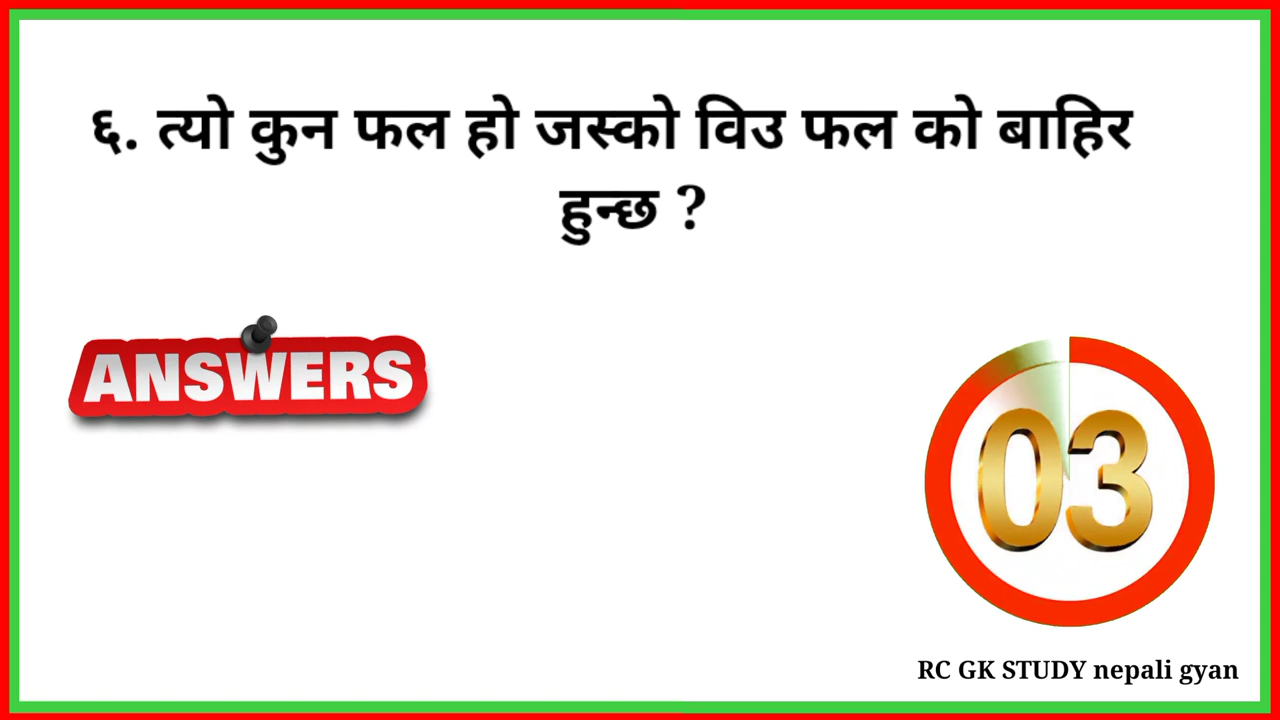 ६. त्यो कुन फल हो जस्को विउ फल को बाहिर
हुन्छ ?
ANSWERS
03
RC GK STUDY nepali gyan